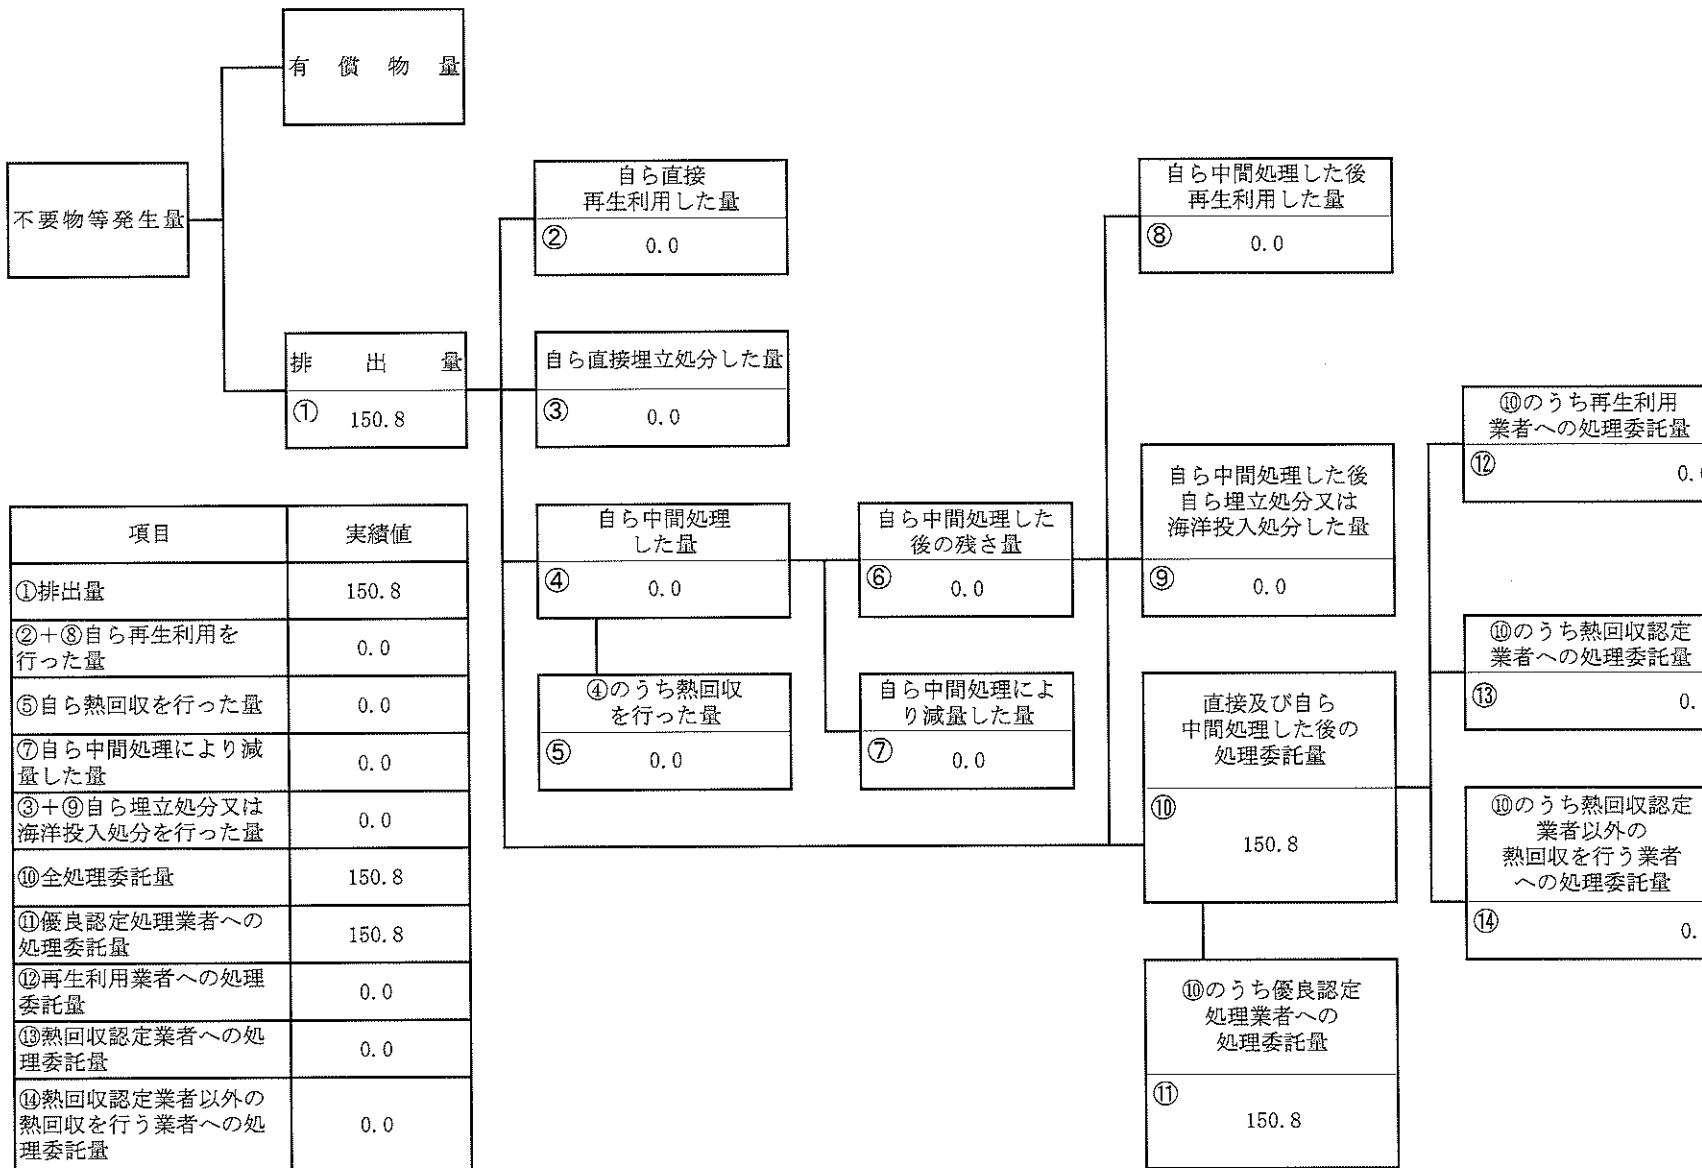 有償物量
不要物等発生量
排出量
① 150.8
自ら直接
再生利用した量
② 0.0
自ら直接埋立処分した量
③ 0.0
自ら中間処理
した量
④ 0.0
④のうち熱回収
を行った量
⑤ 0.0
自ら中間処理した
後の残さ量
⑥ 0.0
自ら中間処理によ
り減量した量
⑦ 0.0
自ら中間処理した後
再生利用した量
⑧ 0.0
自ら中間処理した後
自ら埋立処分又は
海洋投入処分した量
⑨ 0.0
直接及び自ら
中間処理した後の
処理委託量
⑩
150.8
⑩のうち優良認定
処理業者への
処理委託量
⑪
150.8
⑩のうち再生利用
業者への処理委託量
⑫ 0.
⑩のうち熱回収認定
業者への処理委託量
⑬ 0.
⑩のうち熱回収認定
業者以外の
熱回収を行う業者
への処理委託量
⑭ 0.
項目 実績値
①排出量 150.8
②+⑧自ら再生利用を
行った量 0.0
⑤自ら熱回収を行った量 0.0
⑦自ら中間処理により減
量した量 0.0
③+⑨自ら埋立処分又は
海洋投入処分を行った量 0.0
⑩全処理委託量 150.8
⑪優良認定処理業者への
処理委託量 150.8
⑫再生利用業者への処理
委託量 0.0
⑬熱回収認定業者への処
理委託量 0.0
⑭熱回収認定業者以外の
熱回収を行う業者への処
理委託量 0.0